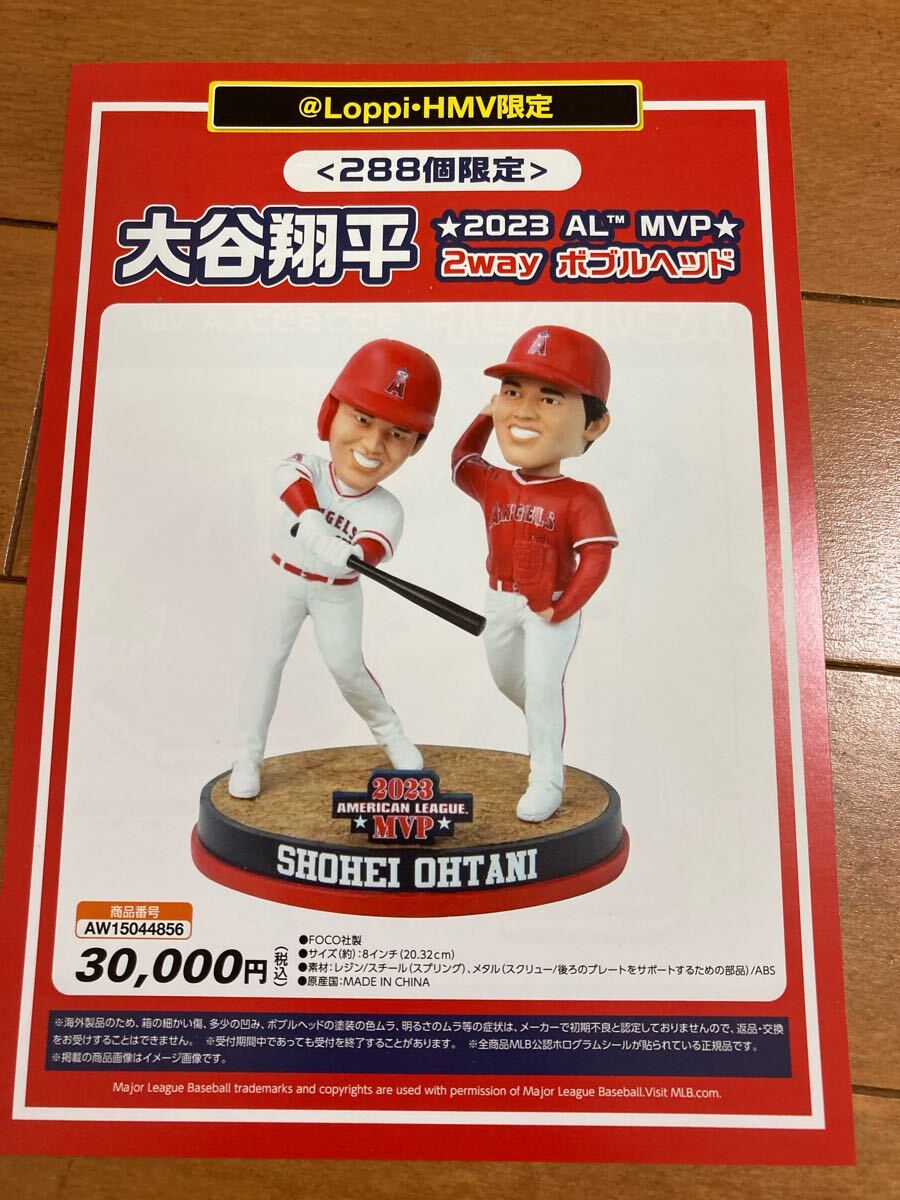 @Loppi・HMV限定
<288個限定>
大谷翔平
★2023 AL™ MVP★
2way ボブルヘッド
A
A
NGELS
ANGELS
2023
AMERICAN LEAGUE.
★MVP★
SHOHEI OHTANI
商品番号
AW15044856
30,000円(税込)
●FOCO社製
●サイズ(約):8インチ(20.32cm)
●素材:レジン/スチール(スプリング)、メタル(スクリュー/後ろのプレートをサポートするための部品)/ABS
●原産国:MADE IN CHINA
※海外製品のため、箱の細かい傷、多少の凹み、ボブルヘッドの塗装の色ムラ、明るさのムラ等の症状は、メーカーで初期不良と認定しておりませんので、返品・交換
をお受けすることはできません。 ※受付期間中であっても受付を終了することがあります。 ※全商品MLB公認ホログラムシールが貼られている正規品です。
※掲載の商品画像はイメージ画像です。
Major League Baseball trademarks and copyrights are used with permission of Major League Baseball.Visit MLB.com.